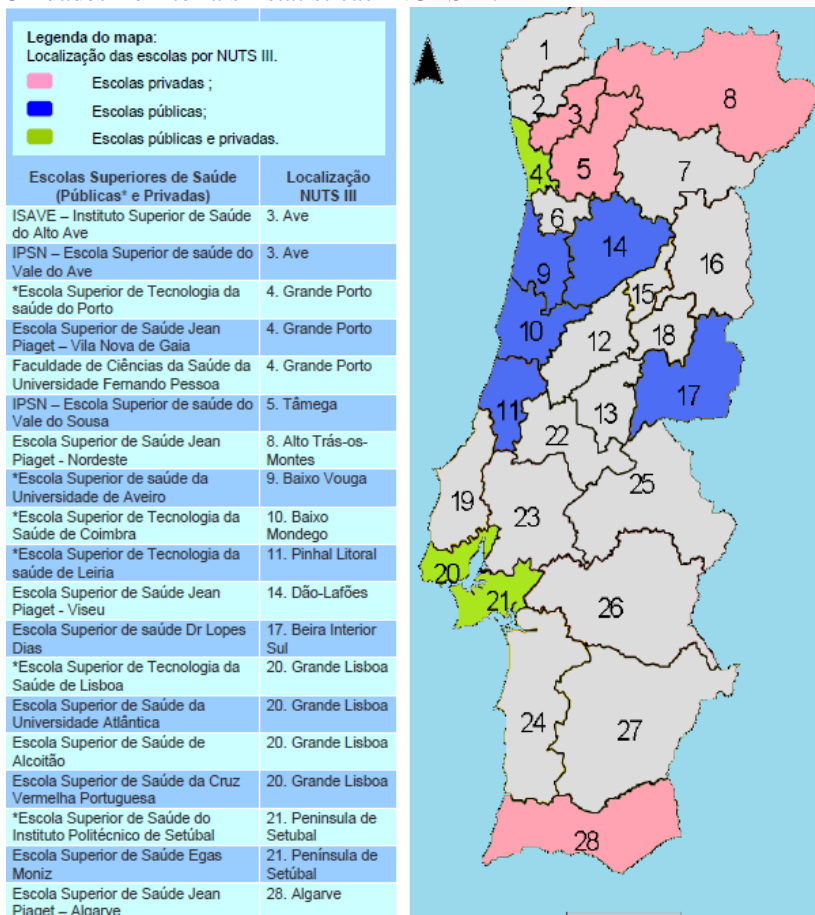 Legenda do mapa:
Localização das escolas por NUTS III.
Escolas privadas ;
Escolas públicas;
Escolas públicas e privadas.
Escolas Superiores de Saúde
(Públicas* e Privadas)
Localização
NUTS III
ISAVE – Instituto Superior de Saúde
do Alto Ave
3. Ave
IPSN – Escola Superior de saúde do
Vale do Ave
3. Ave
*Escola Superior de Tecnologia da
saúde do Porto
4. Grande Porto
Escola Superior de Saúde Jean
Piaget – Vila Nova de Gaia
4. Grande Porto
Faculdade de Ciências da Saúde da
Universidade Fernando Pessoa
4. Grande Porto
IPSN – Escola Superior de saúde do
Vale do Sousa
5. Tâmega
Escola Superior de Saúde Jean
Piaget - Nordeste
8. Alto Trás-os-
Montes
*Escola Superior de saúde da
Universidade de Aveiro
9. Baixo Vouga
*Escola Superior de Tecnologia da
Saúde de Coimbra
10. Baixo
Mondego
*Escola Superior de Tecnologia da
saúde de Leiria
11. Pinhal Litoral
Escola Superior de Saúde Jean
Piaget - Viseu
14. Dão-Lafões
Escola Superior de saúde Dr Lopes
Dias
17. Beira Interior
Sul
*Escola Superior de Tecnologia da
Saúde de Lisboa
20. Grande Lisboa
Escola Superior de Saúde da
Universidade Atlântica
20. Grande Lisboa
Escola Superior de Saúde de
Alcoitão
20. Grande Lisboa
Escola Superior de Saúde da Cruz
Vermelha Portuguesa
20. Grande Lisboa
*Escola Superior de Saúde do
Instituto Politécnico de Setúbal
21. Peninsula de
Setubal
Escola Superior de Saúde Egas
Moniz
21. Península de
Setúbal
Escola Superior de Saúde Jean
Piaget – Algarve
28. Algarve
1
2
3
8
4
5
7
6
14
9
16
15
10
12
18
17
11
13
22
25
19
23
20
21
26
24
27
28